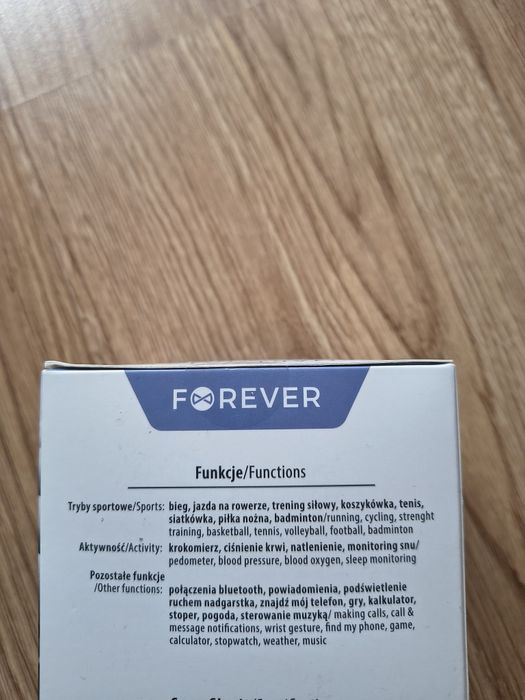 FOREVER
Funkcje/Functions
Tryby sportowe/Sports: bieg, jazda na rowerze, trening siłowy, koszykówka, tenis,
siatkówka, piłka nożna, badminton/running, cycling, strenght
training, basketball, tennis, volleyball, football, badminton
Aktywność/Activity: krokomierz, ciśnienie krwi, natlenienie, monitoring snu/
pedometer, blood pressure, blood oxygen, sleep monitoring
Pozostałe funkcje
/Other functions: połączenia bluetooth, powiadomienia, podświetlenie
ruchem nadgarstka, znajdź mój telefon, gry, kalkulator,
stoper, pogoda, sterowanie muzyką/ making calls, call &
message notifications, wrist gesture, find my phone, game,
calculator, stopwatch, weather, music